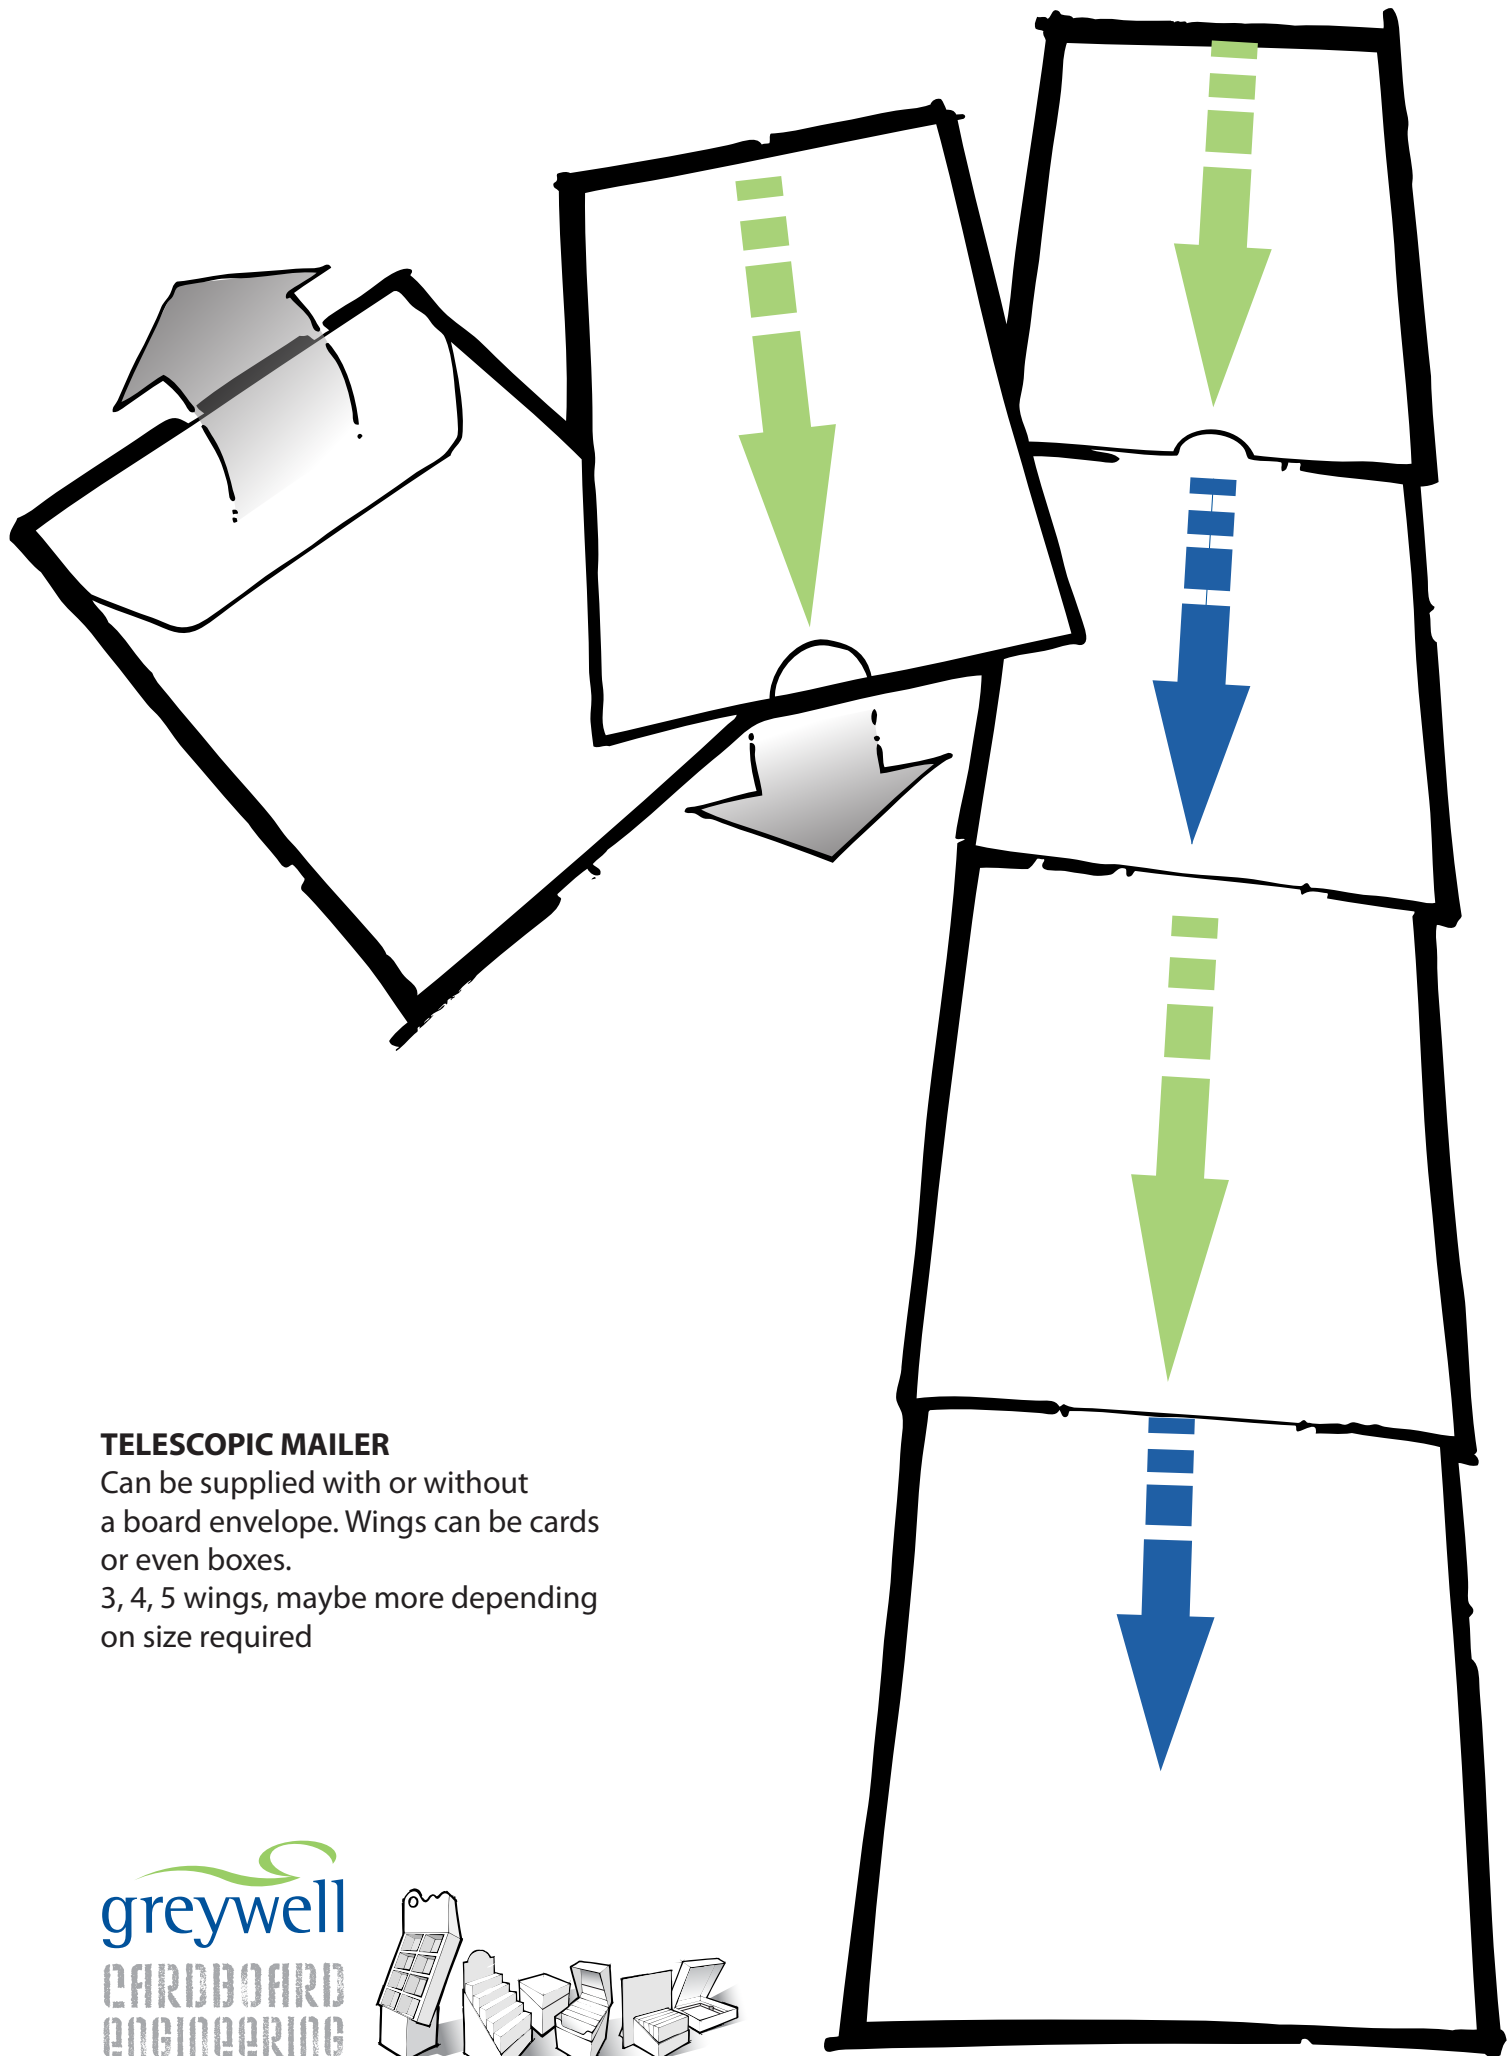 TELESCOPIC MAILER
Can be supplied with or without
a board envelope. Wings can be cards
or even boxes.
3, 4, 5 wings, maybe more depending
on size required
greywell
CARDBOARD
ENGINEERING